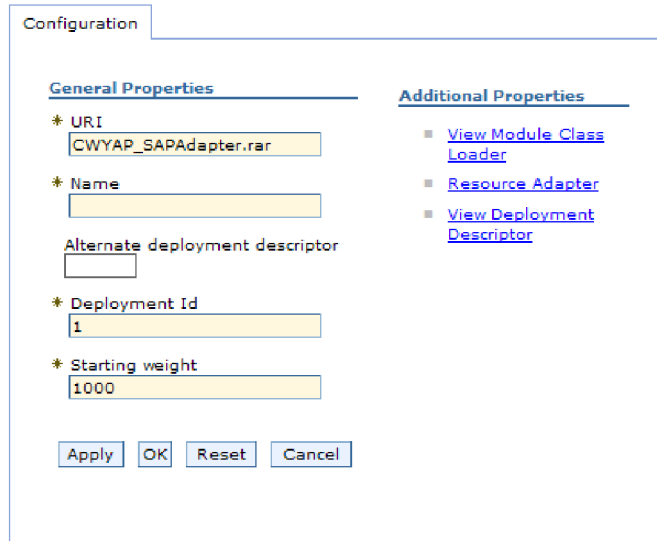 Configuration
General Properties
* URI
CWYAP_SAPAdapter.rar
* Name
Alternate deployment descriptor
* Deployment Id
1
* Starting weight
1000
Apply OK Reset Cancel
Additional Properties
View Module Class
Loader
Resource Adapter
View Deployment
Descriptor